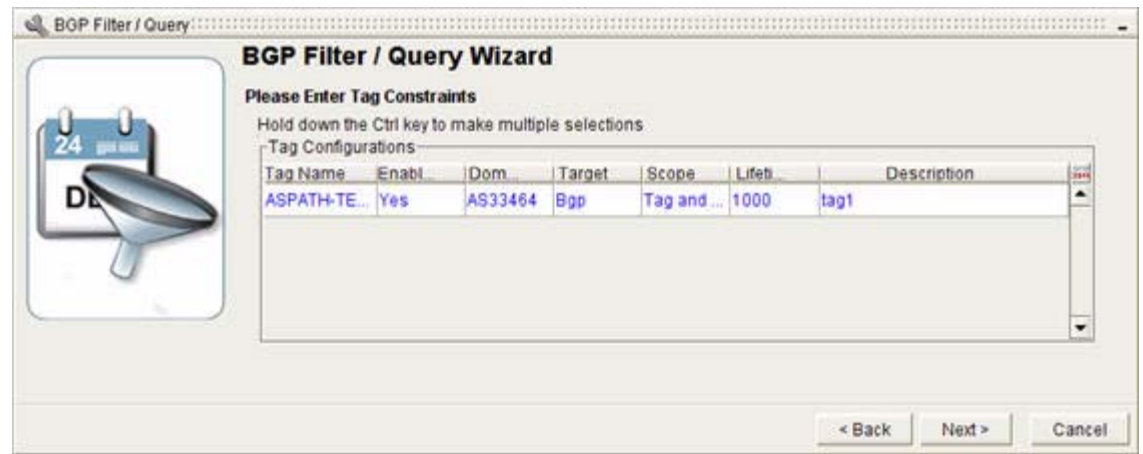 BGP Filter / Query
BGP Filter / Query Wizard
Please Enter Tag Constraints
Hold down the Ctrl key to make multiple selections
Tag Configurations
Tag Name Enabl... Dom... Target Scope Lifeti... Description
ASPATH-TE... Yes AS33464 Bgp Tag and ... 1000 tag1
24
< Back Next > Cancel